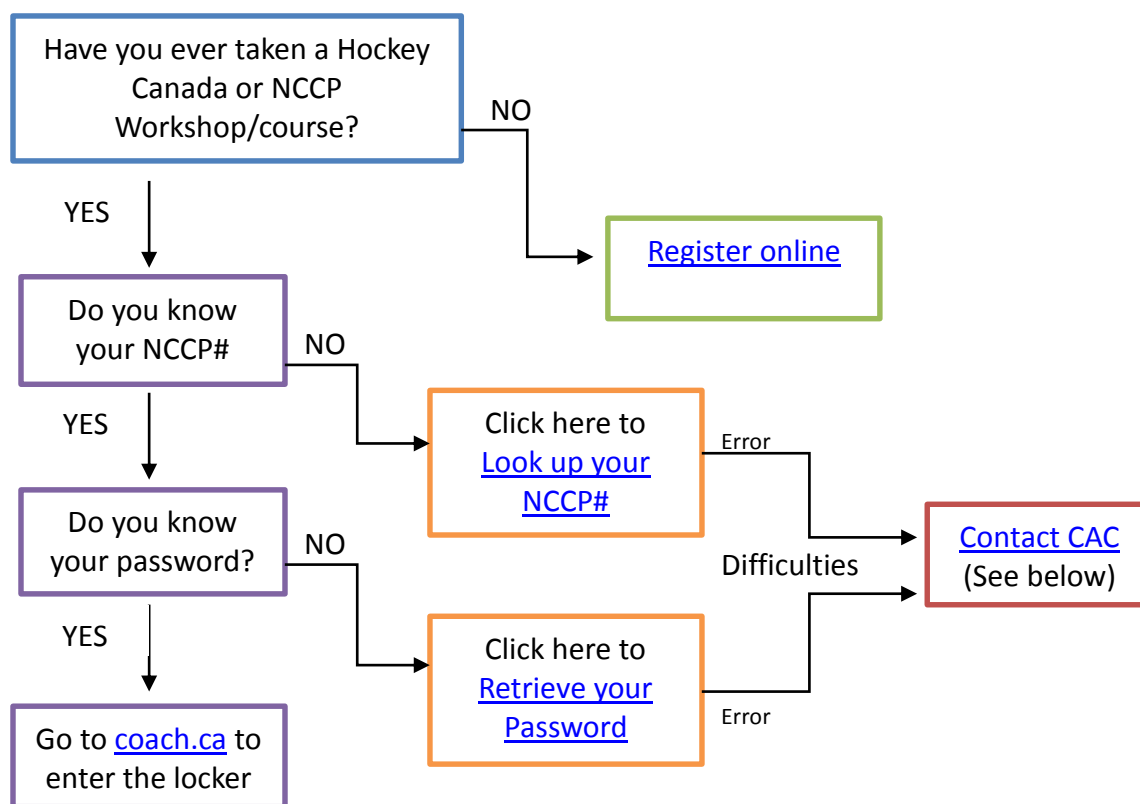 Have you ever taken a Hockey
Canada or NCCP
Workshop/course?
NO
YES
Register online
Do you know
your NCCP#
NO
YES
Click here to
Look up your
NCCP#
Error
Do you know
your password?
NO
Difficulties
Contact CAC
(See below)
YES
Click here to
Retrieve your
Password
Error
Go to coach.ca to
enter the locker